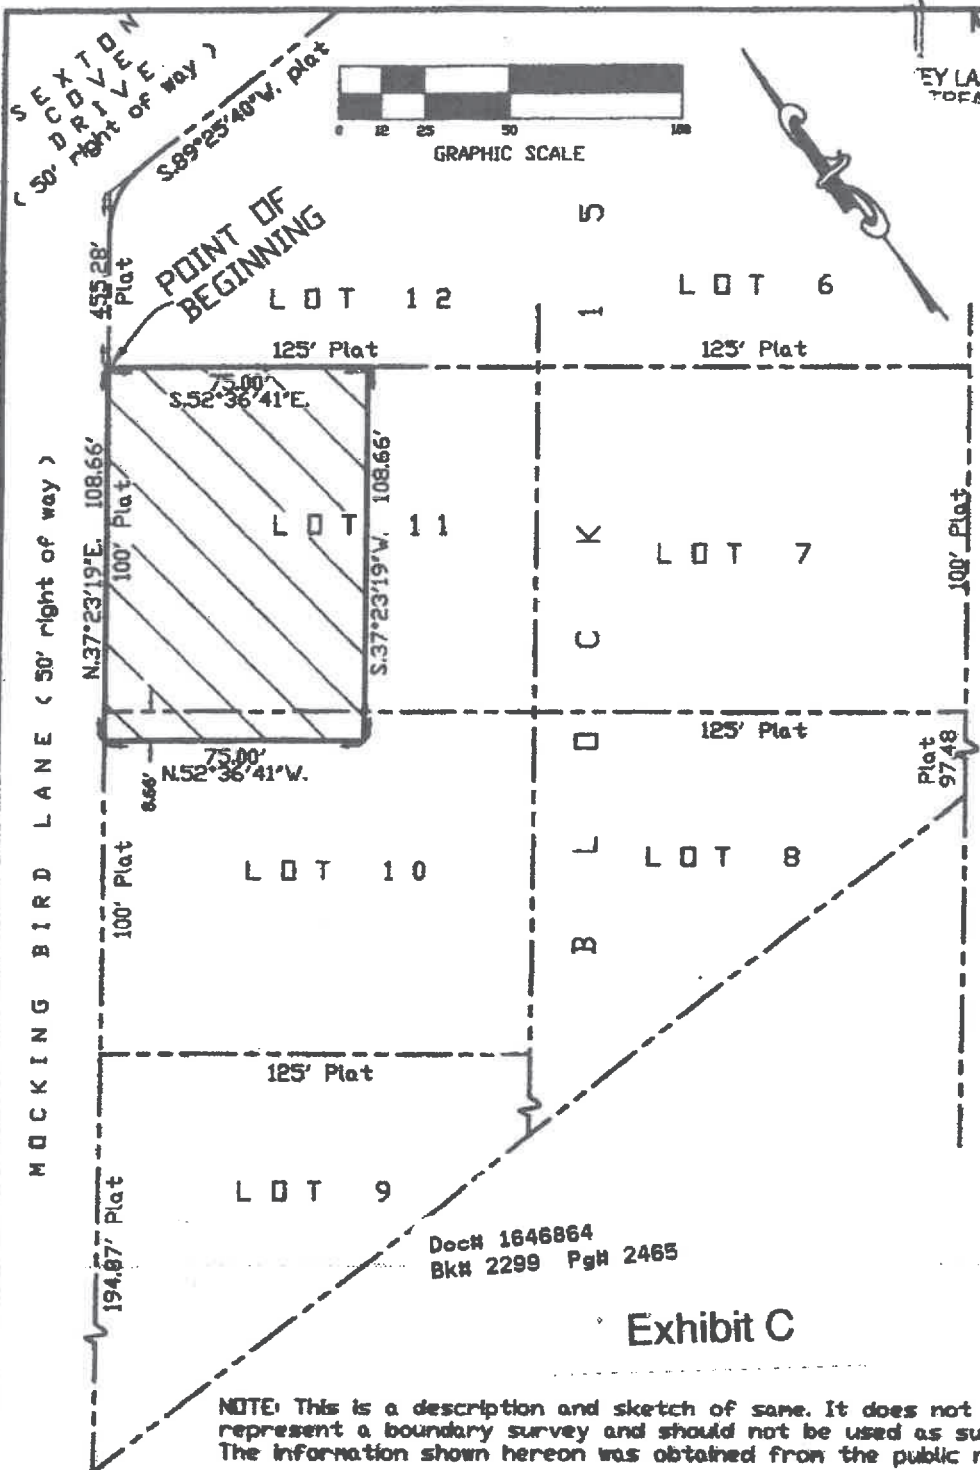 SEXTON
COVE
DRIVE
( 50' right of way )
S.89°25'40"W. plat
0 12 25 50 100
GRAPHIC SCALE
EY LA
455.28'
Plat
POINT OF
BEGINNING
LOT 12
LOT 6
125' Plat
125' Plat
75.00'
S.52°36'41"E.
N.37°23'19"E. 108.66'
100' Plat
S.37°23'19"W. 108.66'
LOT 11
LOT 7
100' Plat
BLOCK 15
MOCKING BIRD LANE ( 50' right of way )
75.00'
N.52°36'41"W.
8.66'
125' Plat
Plat
97.48
LOT 10
LOT 8
100' Plat
125' Plat
LOT 9
194.87' Plat
Doc# 1646864
Bk# 2299 Pg# 2465
Exhibit C
NOTE: This is a description and sketch of same. It does not
represent a boundary survey and should not be used as su
The information shown hereon was obtained from the public r